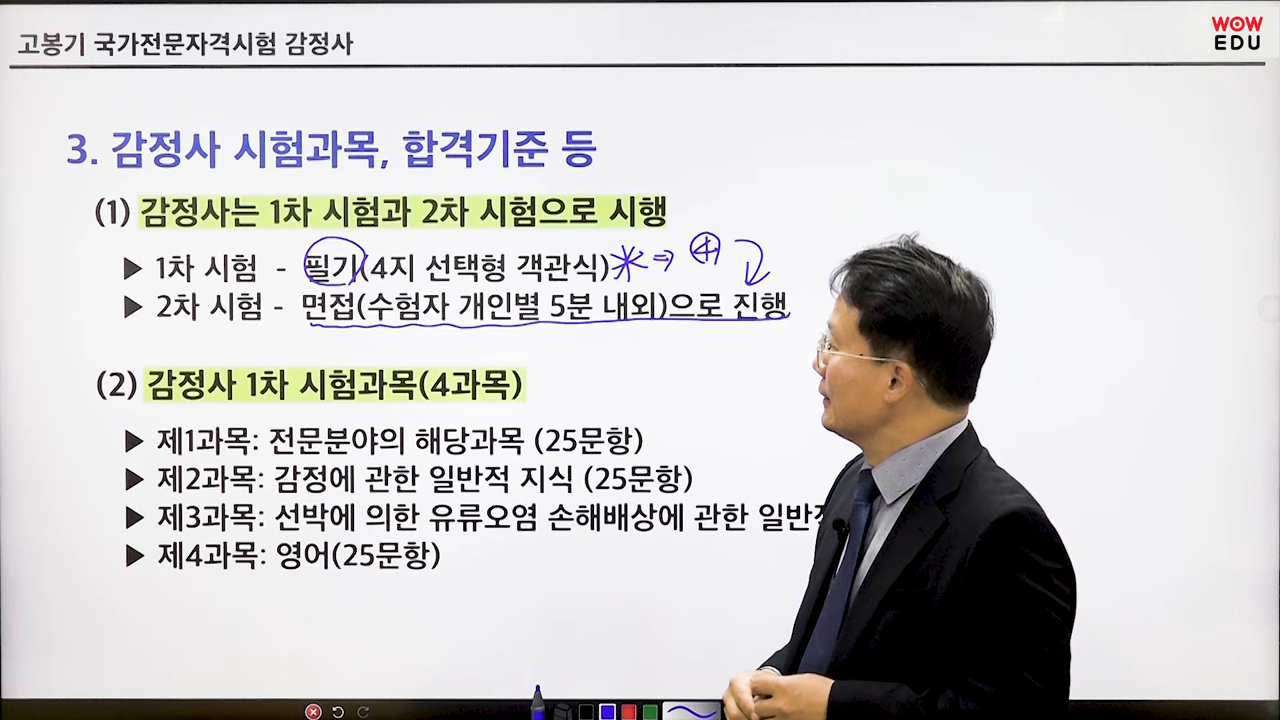 고봉기 국가전문자격시험 감정사
WOW
EDU
3. 감정사 시험과목, 합격기준 등
(1) 감정사는 1차 시험과 2차 시험으로 시행
▶ 1차 시험 - 필기(4지 선택형 객관식)
▶ 2차 시험 - 면접(수험자 개인별 5분 내외)으로 진행
(2) 감정사 1차 시험과목(4과목)
▶ 제1과목: 전문분야의 해당과목 (25문항)
▶ 제2과목: 감정에 관한 일반적 지식 (25문항)
▶ 제3과목: 선박에 의한 유류오염 손해배상에 관한
▶ 제4과목: 영어(25문항)